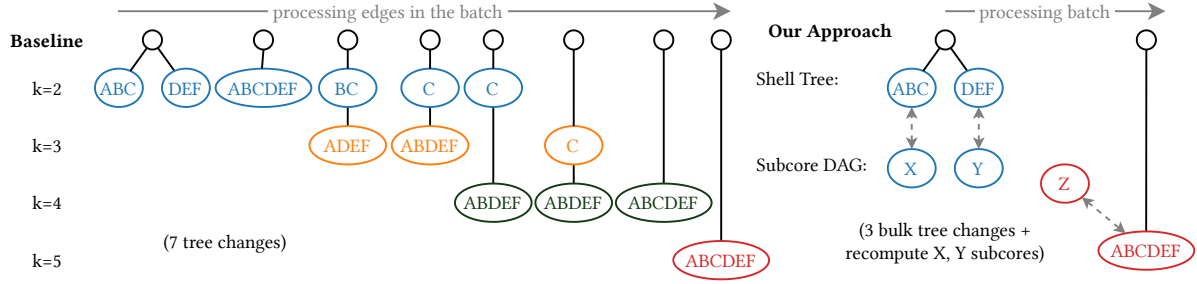 processing edges in the batch
Baseline
k=2
ABC
DEF
ABCDEF
BC
C
C
k=3
ADEF
ABDEF
C
k=4
ABDEF
ABDEF
ABCDEF
(7 tree changes)
k=5
ABCDEF
processing batch
Our Approach
Shell Tree:
ABC
DEF
Subcore DAG:
X
Y
Z
(3 bulk tree changes +
recompute X, Y subcores)
ABCDEF